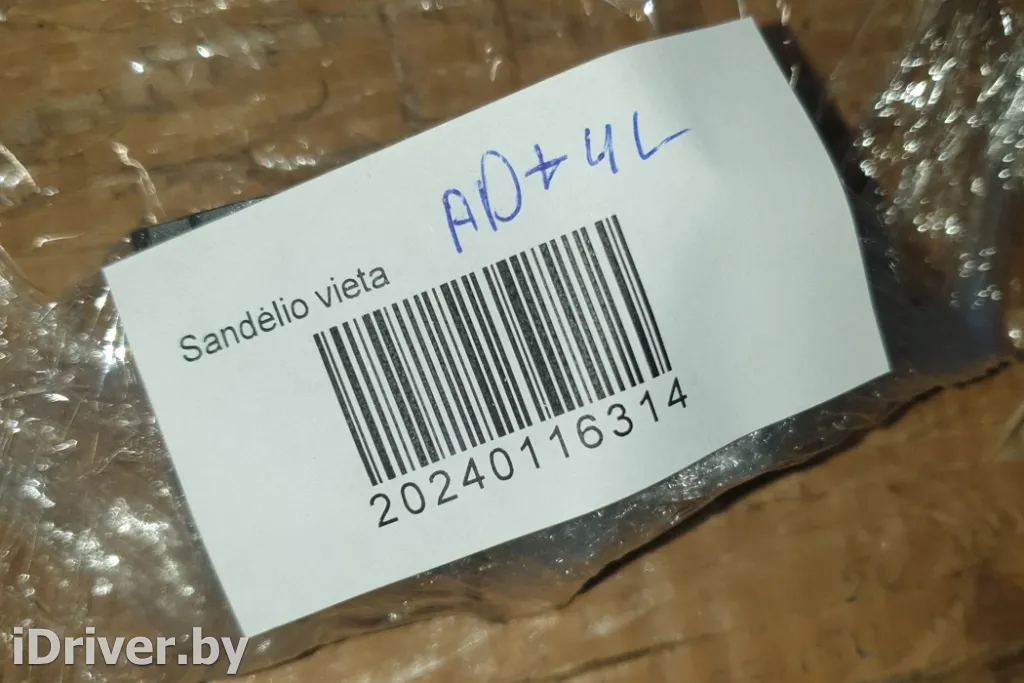 AD+4L
Sandėlio vieta
20240116314
iDriver.by